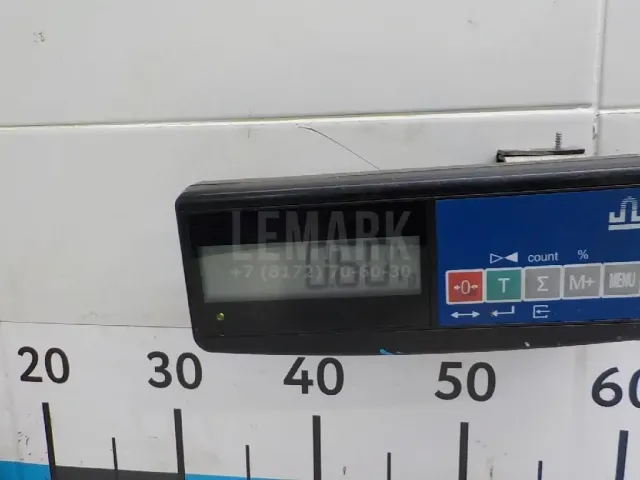 LEMARK
+7 (8172) 70-60-30
count %
→0← T Σ M+ MENU
20 30 40 50 60